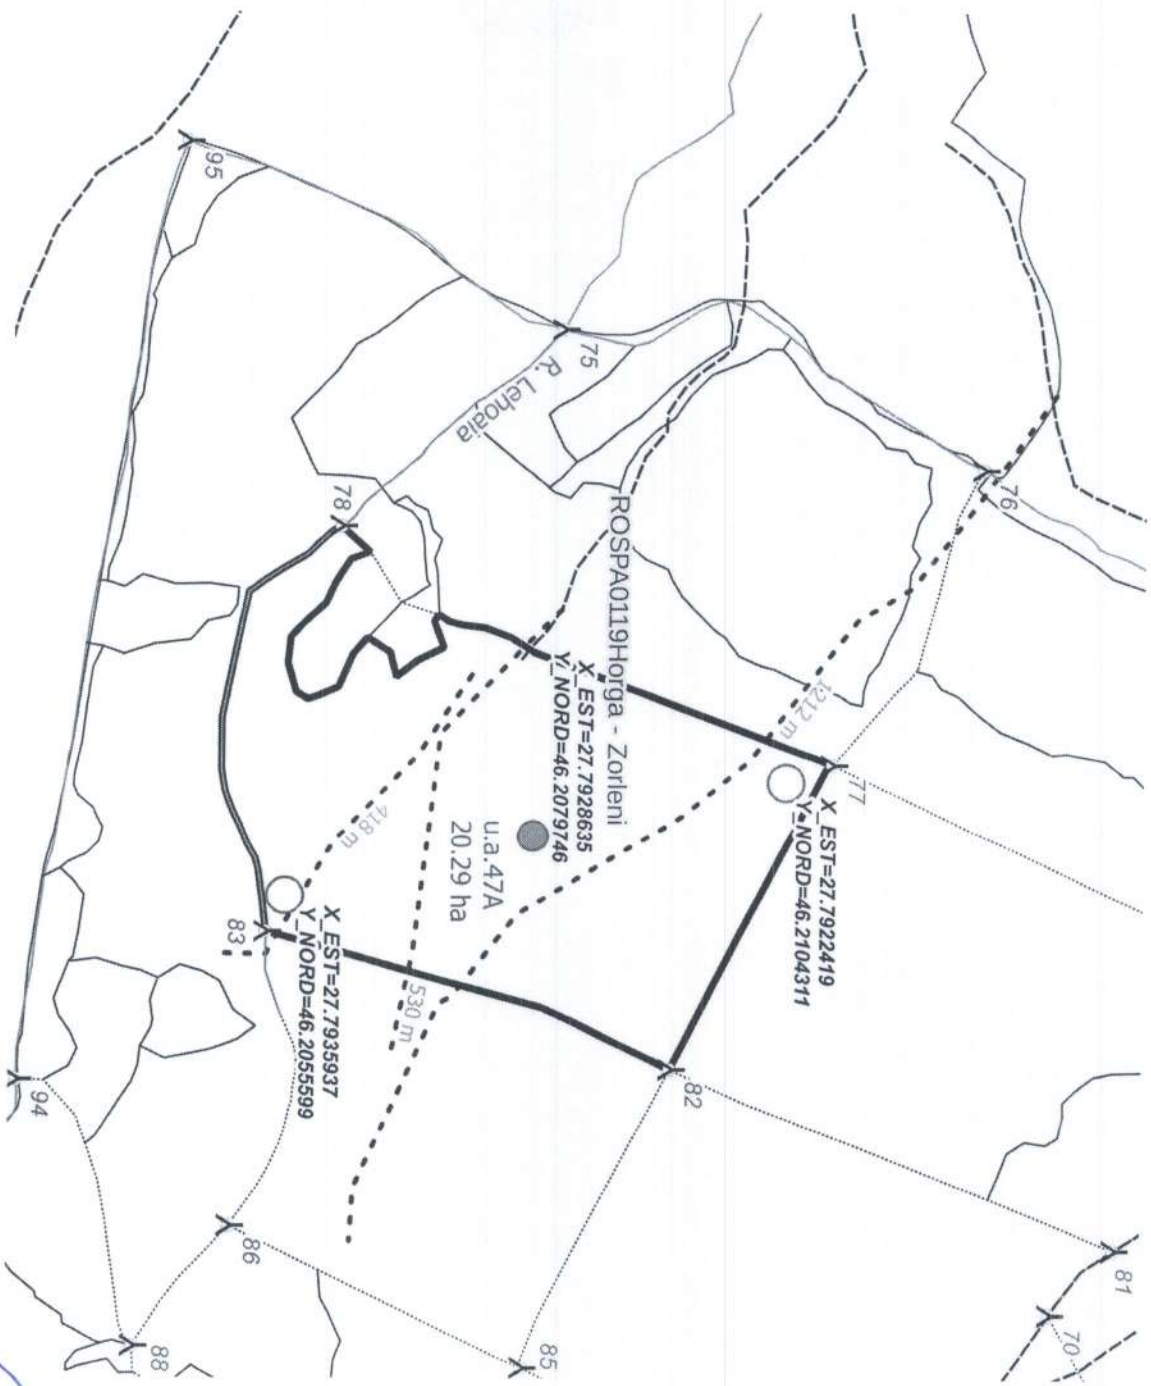 95
75
R. Lehoaia
76
78
ROSPA0119Horga - Zorleni
X_EST=27.7928635
Y_NORD=46.2079746
1212 m
77
X_EST=27.7922419
Y_NORD=46.2104311
418 m
u.a.47A
20.29 ha
83
X_EST=27.7935937
Y_NORD=46.2055599
530 m
82
94
86
81
70
88
85